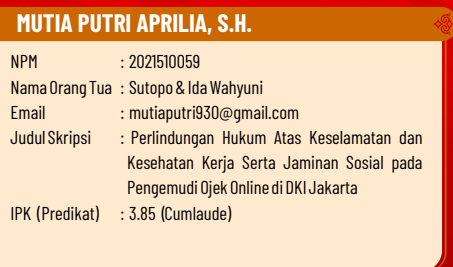 MUTIA PUTRI APRILIA, S.H.
NPM : 2021510059
Nama Orang Tua : Sutopo & Ida Wahyuni
Email : mutiaputri930@gmail.com
Judul Skripsi : Perlindungan Hukum Atas Keselamatan dan
Kesehatan Kerja Serta Jaminan Sosial pada
Pengemudi Ojek Online di DKI Jakarta
IPK (Predikat) : 3.85 (Cumlaude)